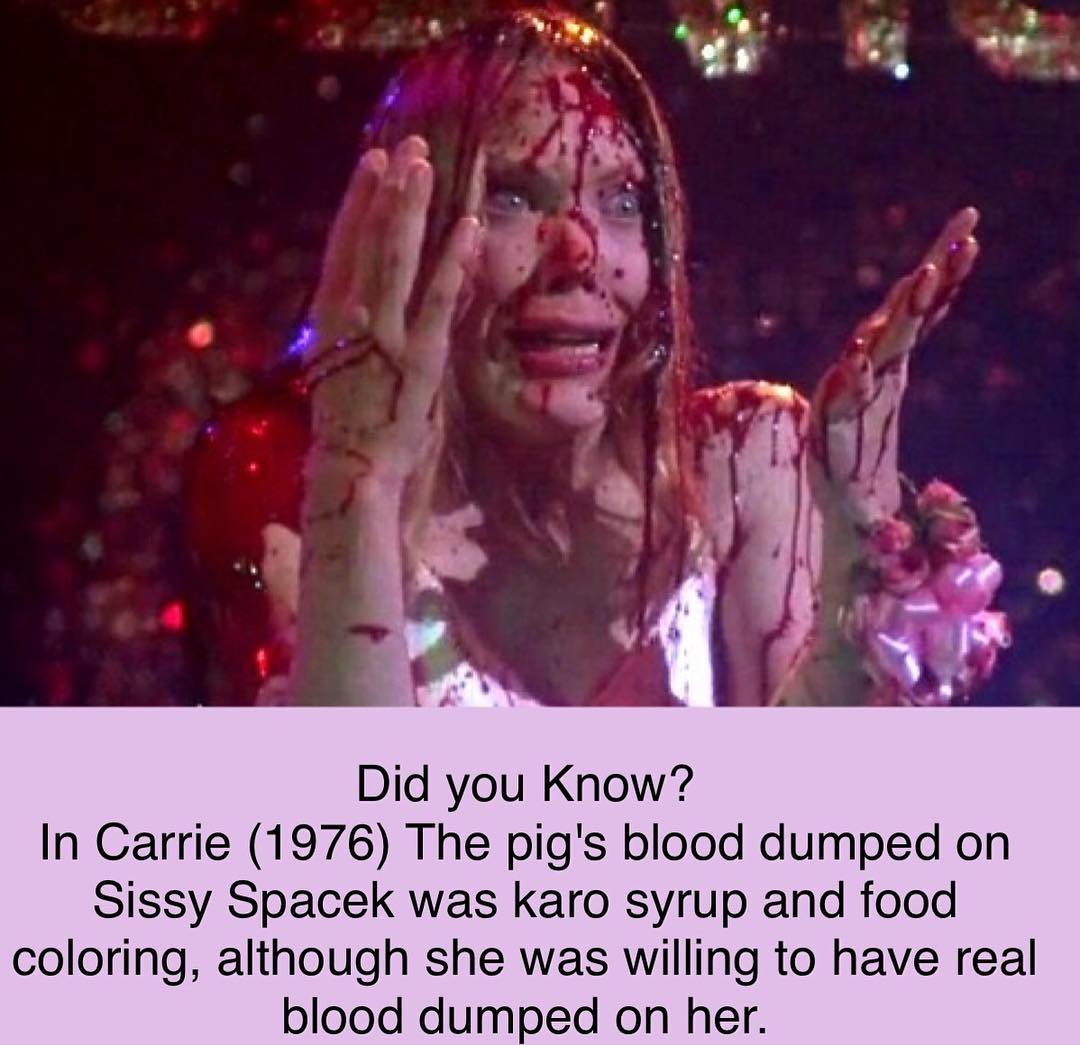 Did you Know?
In Carrie (1976) The pig's blood dumped on
Sissy Spacek was karo syrup and food
coloring, although she was willing to have real
blood dumped on her.